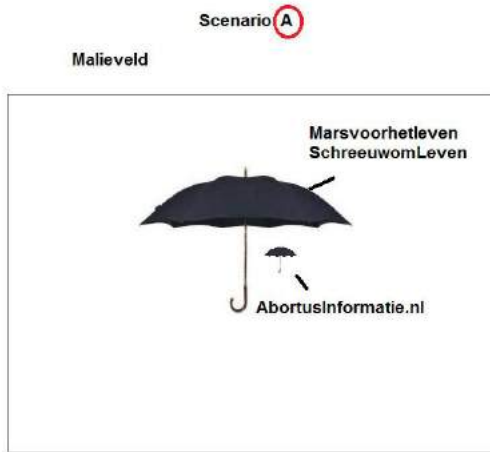 Scenario A
Malieveld
Marsvoorhetleven
SchreeuwomLeven
AbortusInformatie.nl